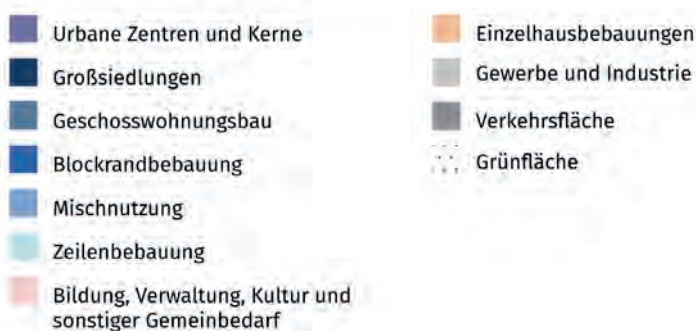 Urbane Zentren und Kerne
Großsiedlungen
Geschosswohnungsbau
Blockrandbebauung
Mischnutzung
Zeilenbebauung
Bildung, Verwaltung, Kultur und
sonstiger Gemeinbedarf
Einzelhausbebauungen
Gewerbe und Industrie
Verkehrsfläche
Grünfläche